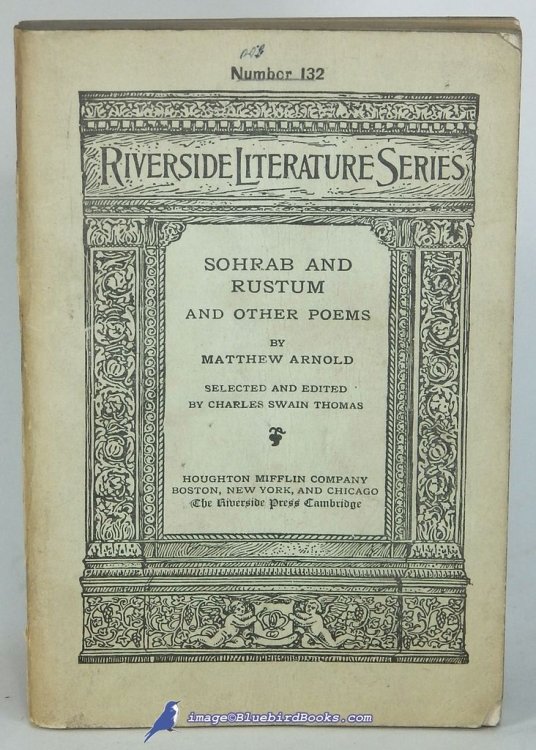 Number 132
RIVERSIDE LITERATURE SERIES
SOHRAB AND
RUSTUM
AND OTHER POEMS
BY
MATTHEW ARNOLD
SELECTED AND EDITED
BY CHARLES SWAIN THOMAS
HOUGHTON MIFFLIN COMPANY
BOSTON, NEW YORK, AND CHICAGO
The Riverside Press Cambridge
image©BluebirdBooks.com